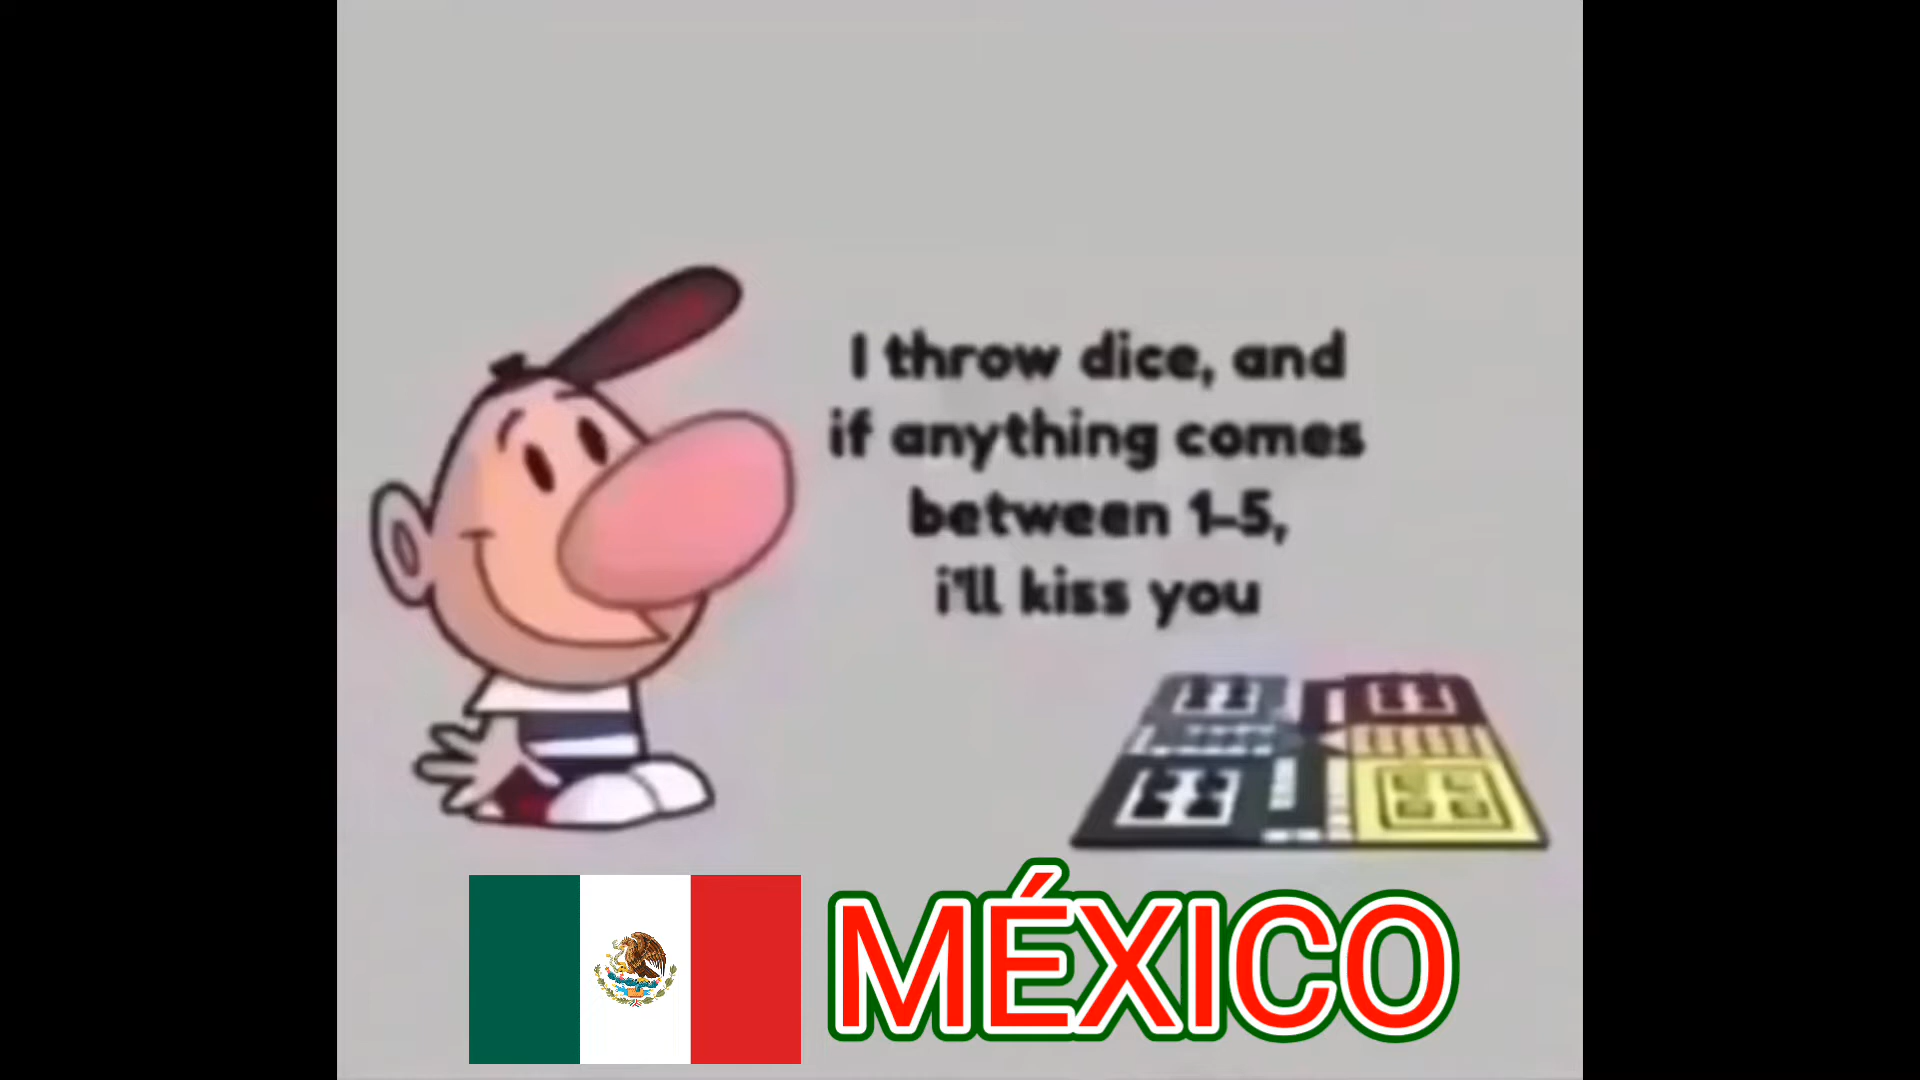 I throw dice, and
if anything comes
between 1-5,
i'll kiss you
MÉXICO